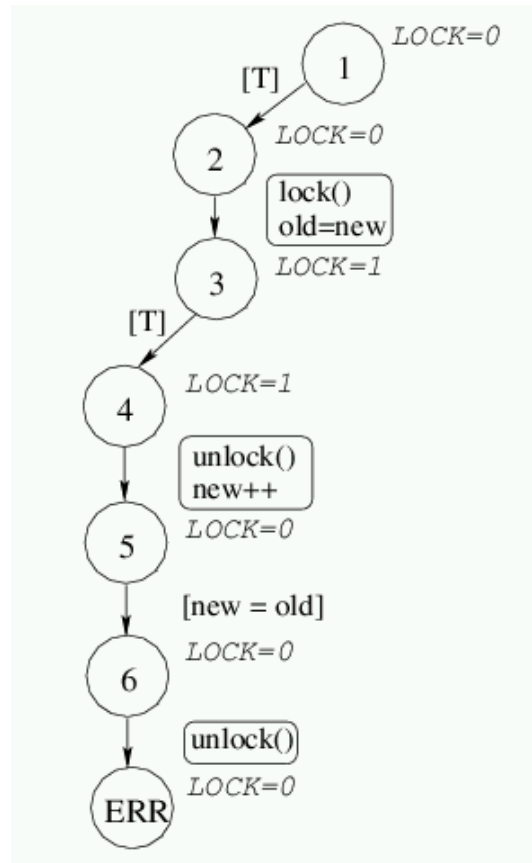 LOCK=0
1
[T]
LOCK=0
2
lock()
old=new
LOCK=1
3
[T]
LOCK=1
4
unlock()
new++
LOCK=0
5
[new = old]
LOCK=0
6
unlock()
LOCK=0
ERR